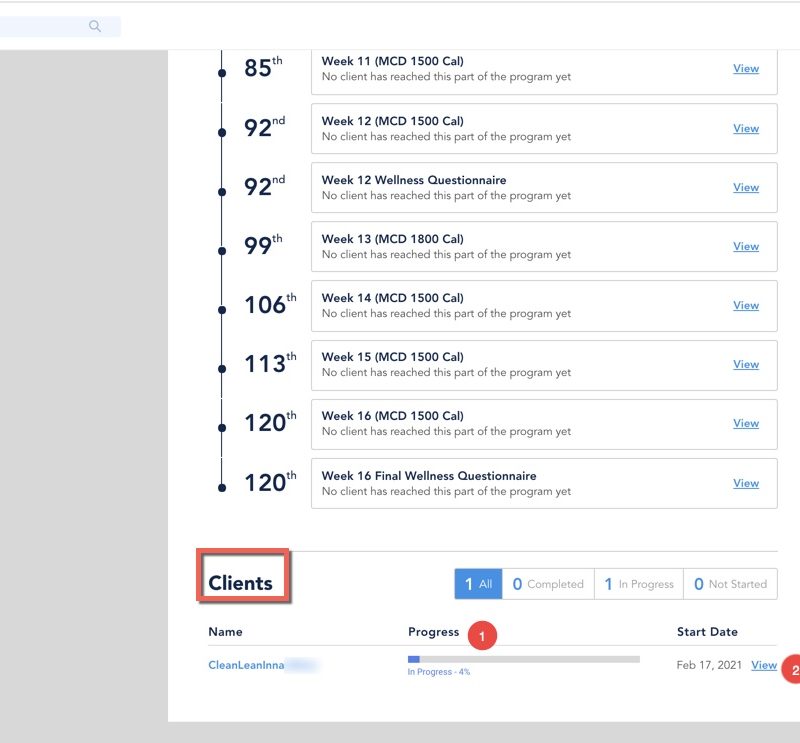 85th Week 11 (MCD 1500 Cal)
No client has reached this part of the program yet
View
92nd Week 12 (MCD 1500 Cal)
No client has reached this part of the program yet
View
92nd Week 12 Wellness Questionnaire
No client has reached this part of the program yet
View
99th Week 13 (MCD 1800 Cal)
No client has reached this part of the program yet
View
106th Week 14 (MCD 1500 Cal)
No client has reached this part of the program yet
View
113th Week 15 (MCD 1500 Cal)
No client has reached this part of the program yet
View
120th Week 16 (MCD 1500 Cal)
No client has reached this part of the program yet
View
120th Week 16 Final Wellness Questionnaire
No client has reached this part of the program yet
View
Clients 1 All 0 Completed 1 In Progress 0 Not Started
Name Progress 1 Start Date
CleanLeanInna Feb 17, 2021 View 2
In Progress - 4%